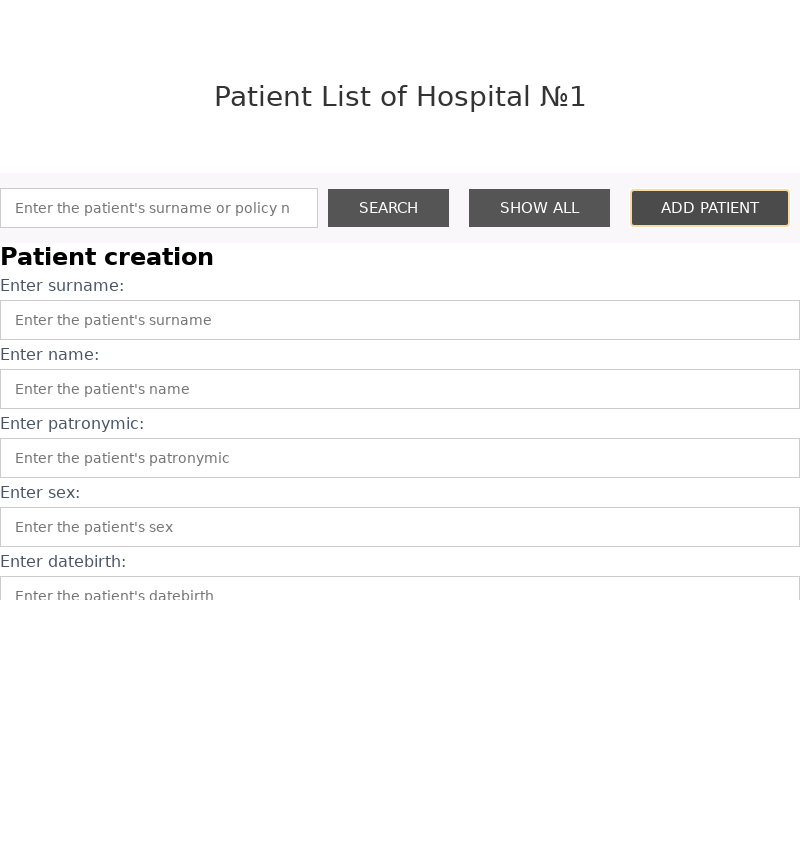 Patient List of Hospital №1
Enter the patient's surname or policy n
SEARCH
SHOW ALL
ADD PATIENT
Patient creation
Enter surname:
Enter the patient's surname
Enter name:
Enter the patient's name
Enter patronymic:
Enter the patient's patronymic
Enter sex:
Enter the patient's sex
Enter datebirth:
Enter the patient's datebirth